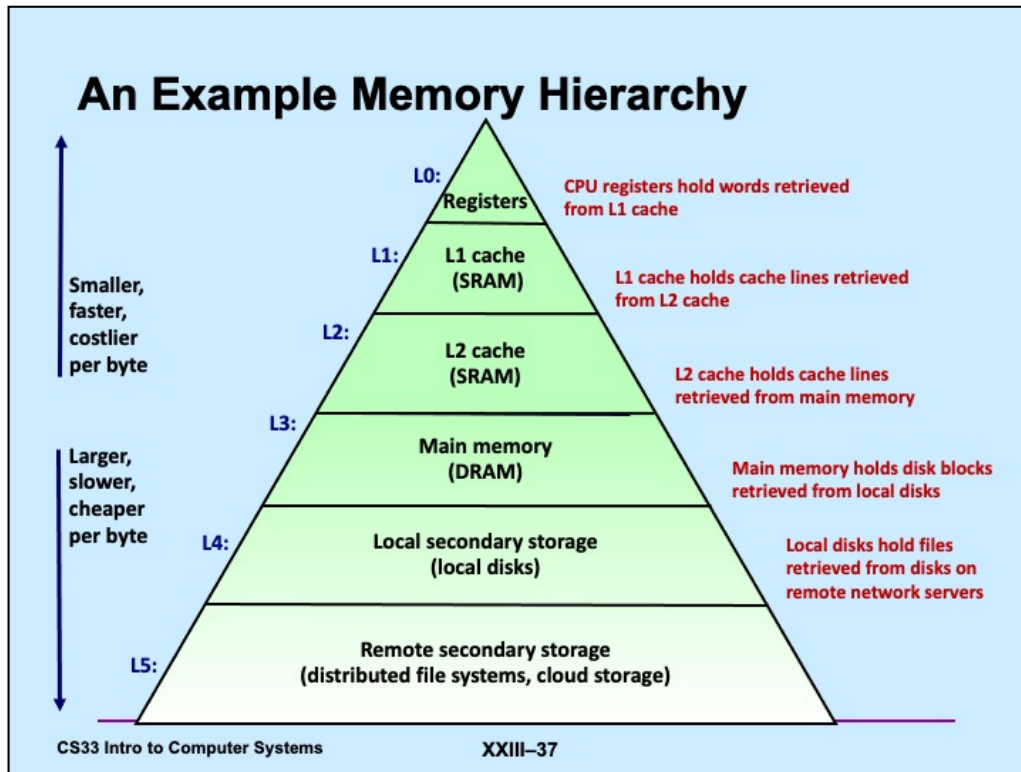 An Example Memory Hierarchy
L0:
Registers
CPU registers hold words retrieved
from L1 cache
L1:
L1 cache
(SRAM)
L1 cache holds cache lines retrieved
from L2 cache
Smaller,
faster,
costlier
per byte
L2:
L2 cache
(SRAM)
L2 cache holds cache lines
retrieved from main memory
L3:
Main memory
(DRAM)
Main memory holds disk blocks
retrieved from local disks
Larger,
slower,
cheaper
per byte
L4:
Local secondary storage
(local disks)
Local disks hold files
retrieved from disks on
remote network servers
L5:
Remote secondary storage
(distributed file systems, cloud storage)
CS33 Intro to Computer Systems
XXIII–37